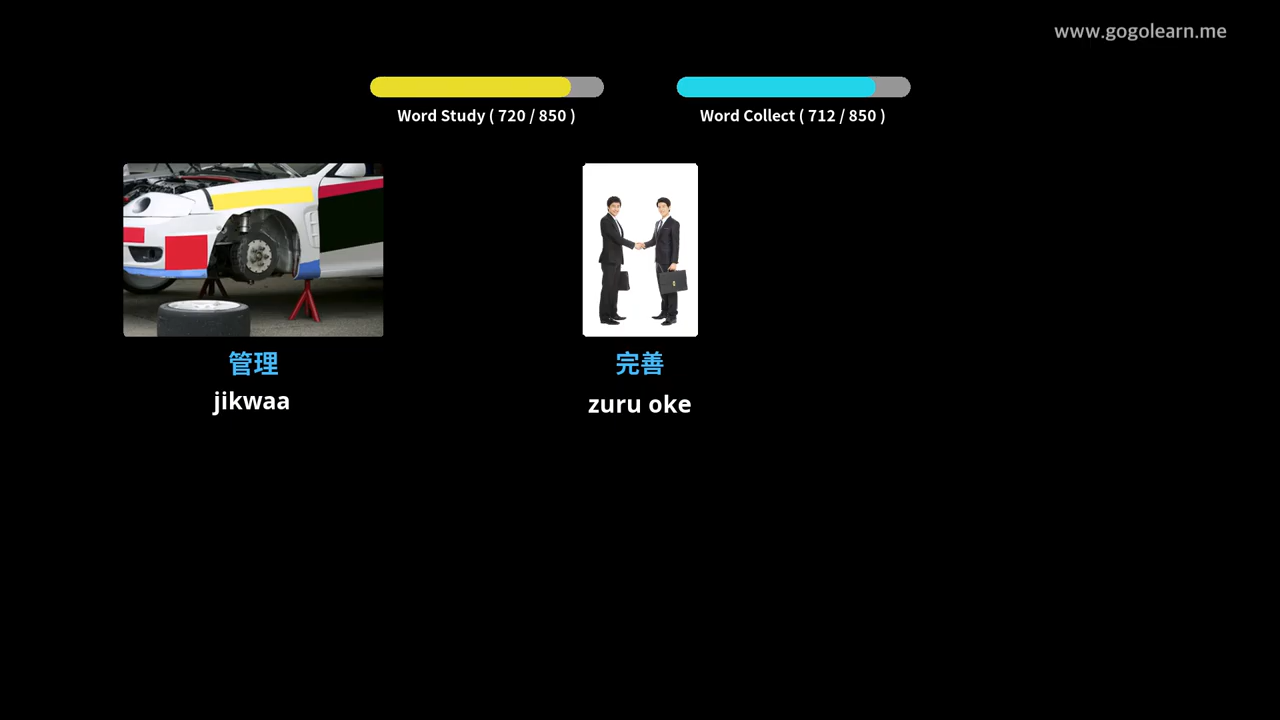 www.gogolearn.me
Word Study ( 720 / 850 )
Word Collect ( 712 / 850 )
管理
jikwaa
完善
zuru oke